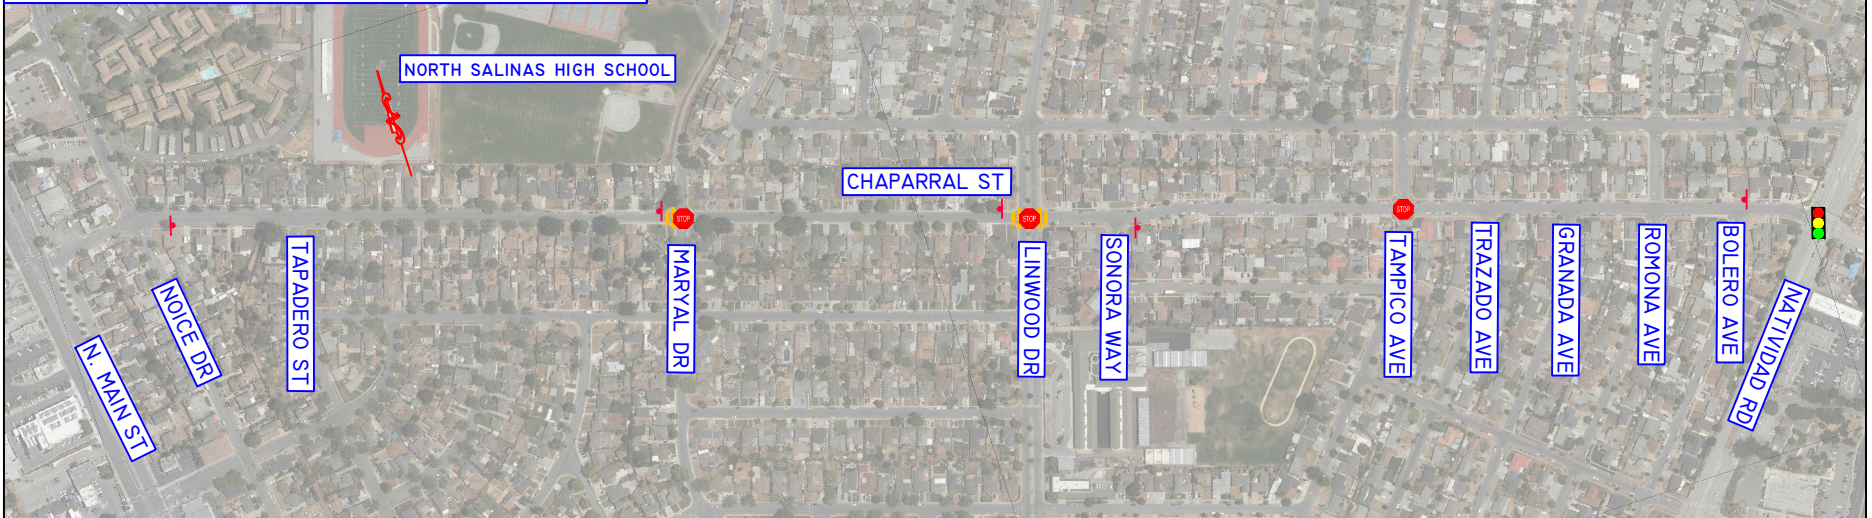 NORTH SALINAS HIGH SCHOOL
CHAPARRAL ST
STOP
STOP
STOP
N. MAIN ST
NOICE DR
TAPADERO ST
MARYAL DR
LINWOOD DR
SONORA WAY
TAMPICO AVE
TRAZADO AVE
GRANADA AVE
ROMONA AVE
BOLERO AVE
NATIVIDAD RD